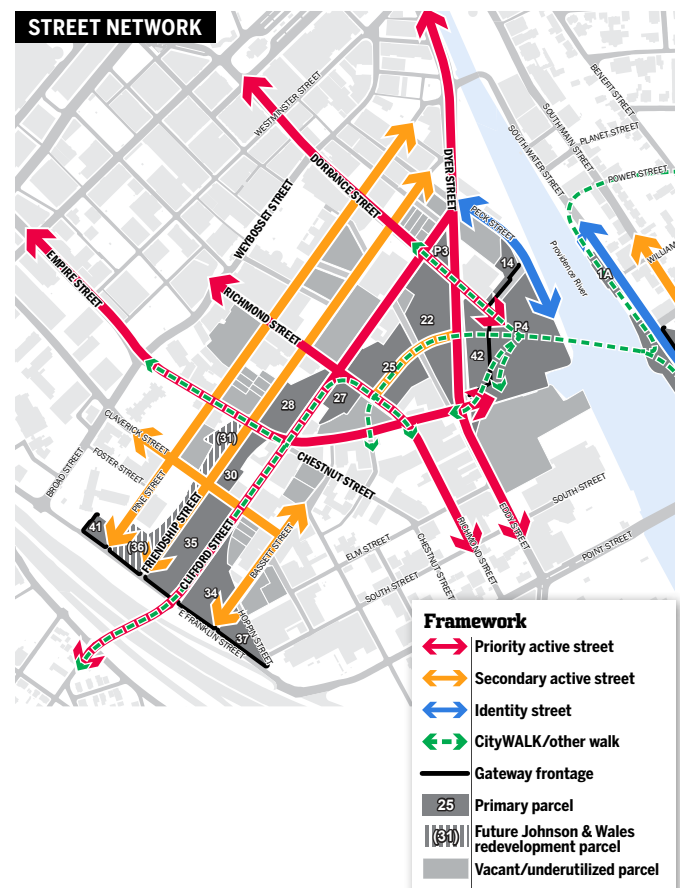 STREET NETWORK
BENEFIT STREET
WESTMINSTER STREET
SOUTH MAIN STREET
PLANET STREET
SOUTH WATER STREET
DORRANCE STREET
DYER STREET
POWER STREET
WEYBOSSET STREET
PECK STREET
WILLIAM
P3
Providence River
EMPIRE STREET
14
1A
RICHMOND STREET
22
P4
42
25
28
27
CLAVERICK STREET
(31)
FOSTER STREET
CHESTNUT STREET
BROAD STREET
30
PINE STREET
SOUTH STREET
FRIENDSHIP STREET
CLIFFORD STREET
BASSETT STREET
CHESTNUT STREET
RICHMOND STREET
EDDY STREET
41
(36)
35
ELM STREET
POINT STREET
SOUTH STREET
34
HOPPIN STREET
E FRANKLIN STREET
37
Framework
Priority active street
Secondary active street
Identity street
CityWALK/other walk
Gateway frontage
25 Primary parcel
(31) Future Johnson & Wales
redevelopment parcel
Vacant/underutilized parcel